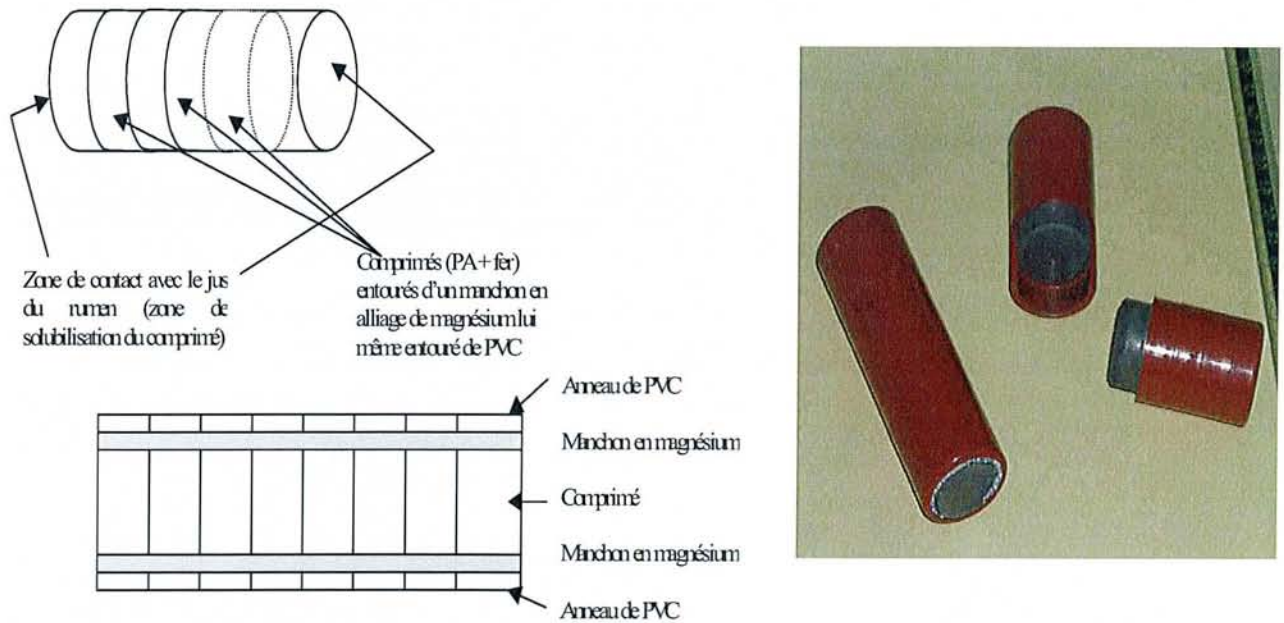 Zone de contact avec le jus
du rumen (zone de
solubilisation du comprimé)
Comprimés (PA + fer)
entourés d'un manchon en
alliage de magnésium lui
même entouré de PVC
Anneau de PVC
Manchon en magnésium
Comprimé
Manchon en magnésium
Anneau de PVC